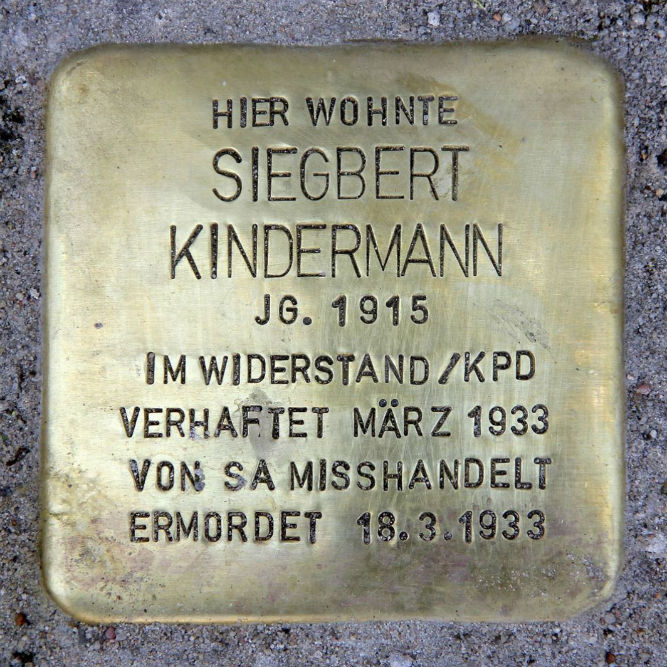 HIER WOHNTE
SIEGBERT
KINDERMANN
JG. 1915
IM WIDERSTAND/KPD
VERHAFTET MÄRZ 1933
VON SA MISSHANDELT
ERMORDET 18.3.1933